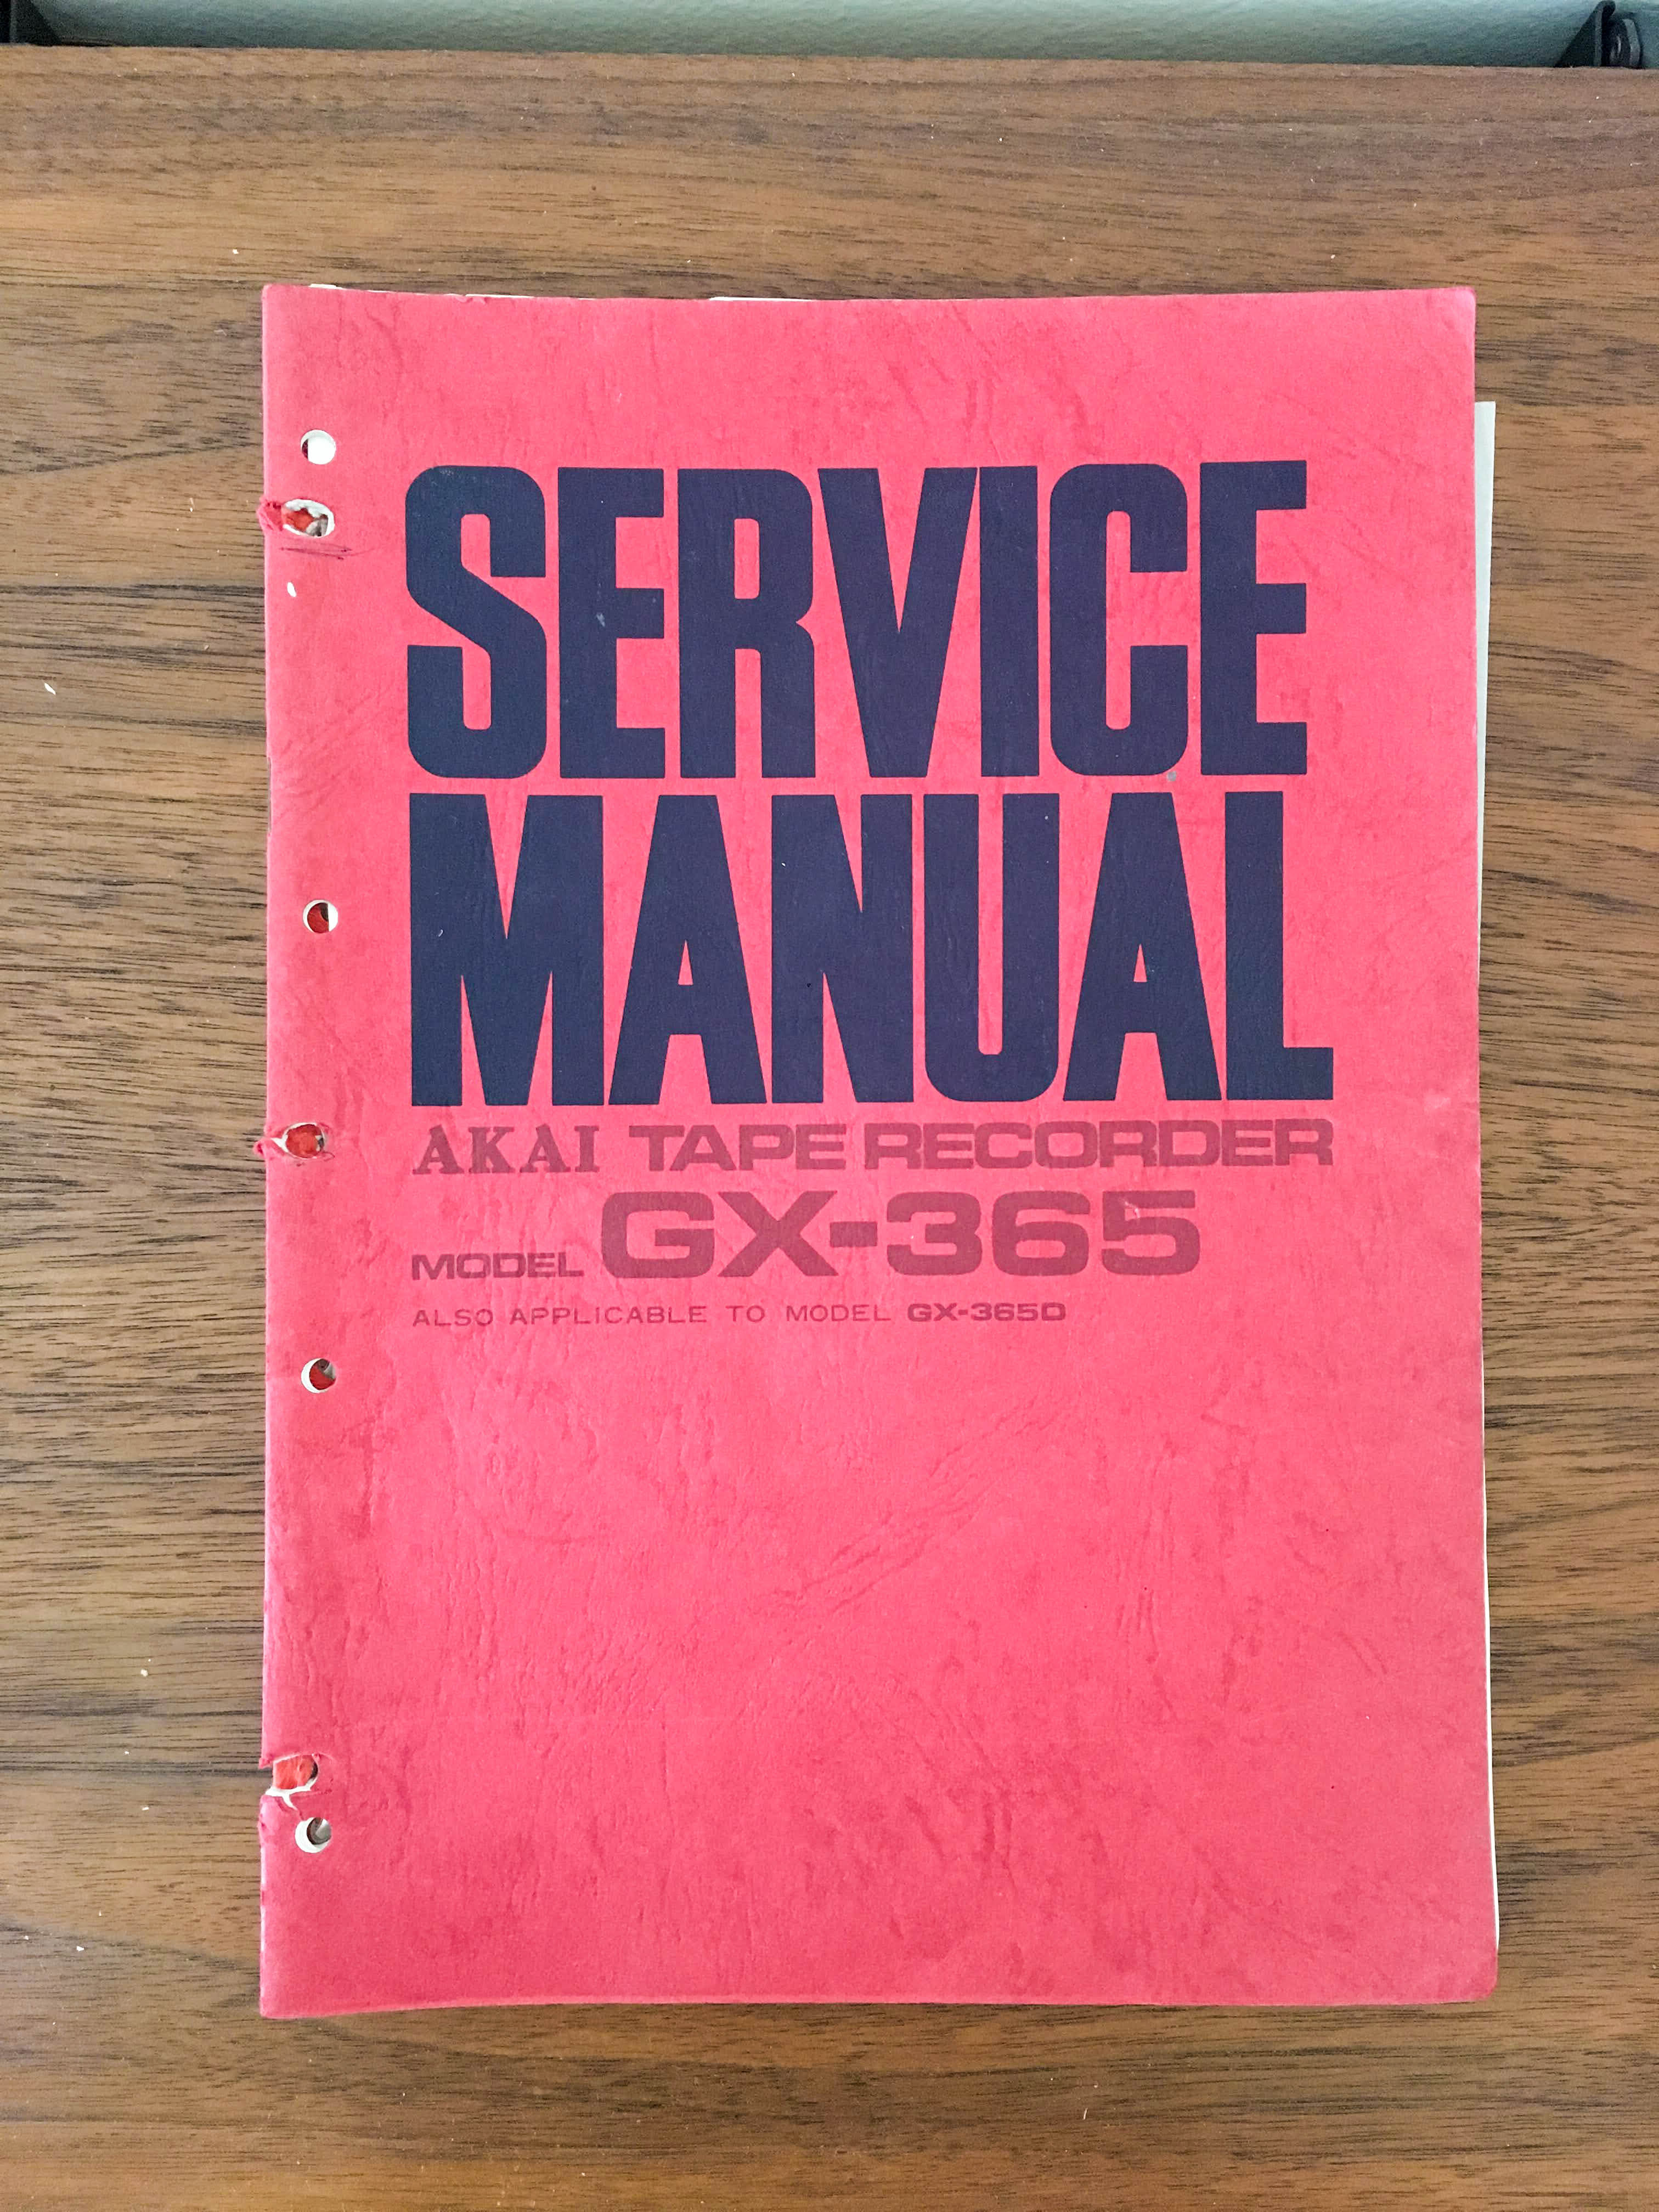 SERVICE
MANUAL
AKAI TAPE RECORDER
MODEL GX-365
ALSO APPLICABLE TO MODEL GX-365D